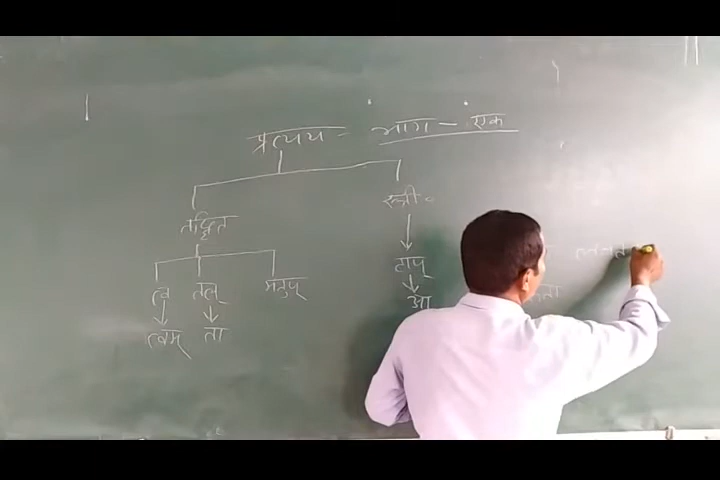 प्रत्यय = भाग - एक
तद्धित स्त्री०
त्व तल् मतुप् टाप्
त्वम् ता आ